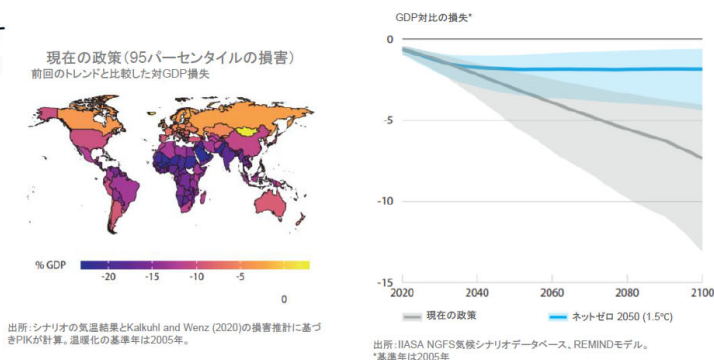 現在の政策(95パーセンタイルの損害)
前回のトレンドと比較した対GDP損失
% GDP
-20 -15 -10 -5
0
出所:シナリオの気温結果とKalkuhl and Wenz (2020)の損害推計に基づ
きPIKが計算。温暖化の基準年は2005年。
GDP対比の損失*
0
-5
-10
-15
2020 2040 2060 2080 2100
現在の政策 ネットゼロ 2050 (1.5℃)
出所:IIASA NGFS気候シナリオデータベース、REMINDモデル。
*基準年は2005年